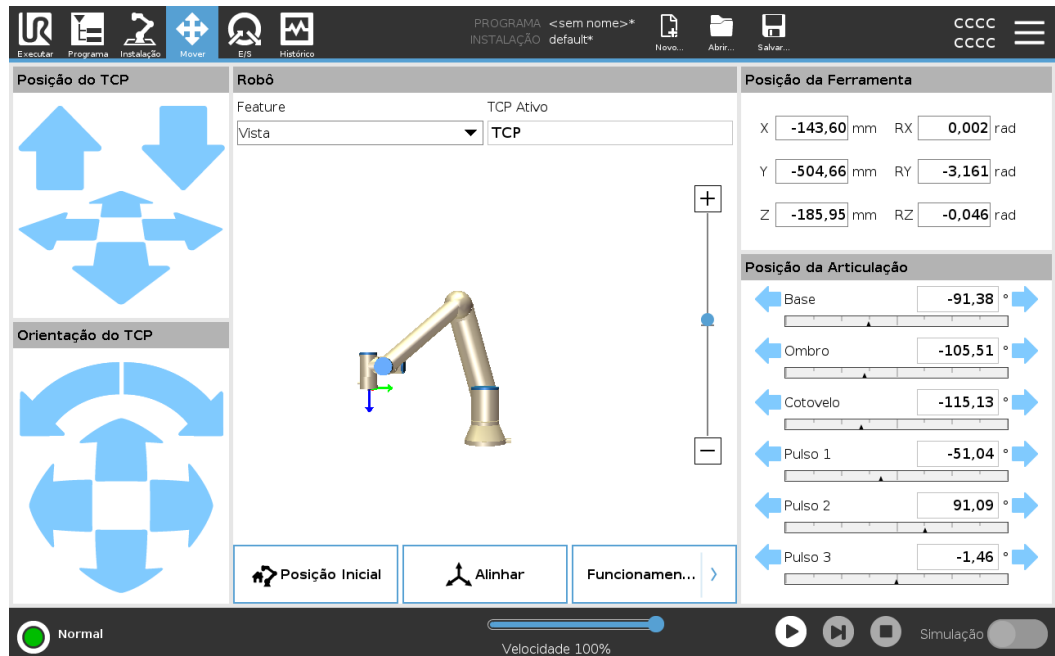 UR
Executar
Programa
Instalação
Mover
E/S
Histórico
PROGRAMA <sem nome>*
INSTALAÇÃO default*
Novo...
Abrir...
Salvar...
CCCC
CCCC
Posição do TCP
Orientação do TCP
Robô
Feature
TCP Ativo
Vista
TCP
+
−
Posição Inicial
Alinhar
Funcionamen...
Posição da Ferramenta
X -143,60 mm RX 0,002 rad
Y -504,66 mm RY -3,161 rad
Z -185,95 mm RZ -0,046 rad
Posição da Articulação
Base -91,38 °
Ombro -105,51 °
Cotovelo -115,13 °
Pulso 1 -51,04 °
Pulso 2 91,09 °
Pulso 3 -1,46 °
Normal
Velocidade 100%
Simulação